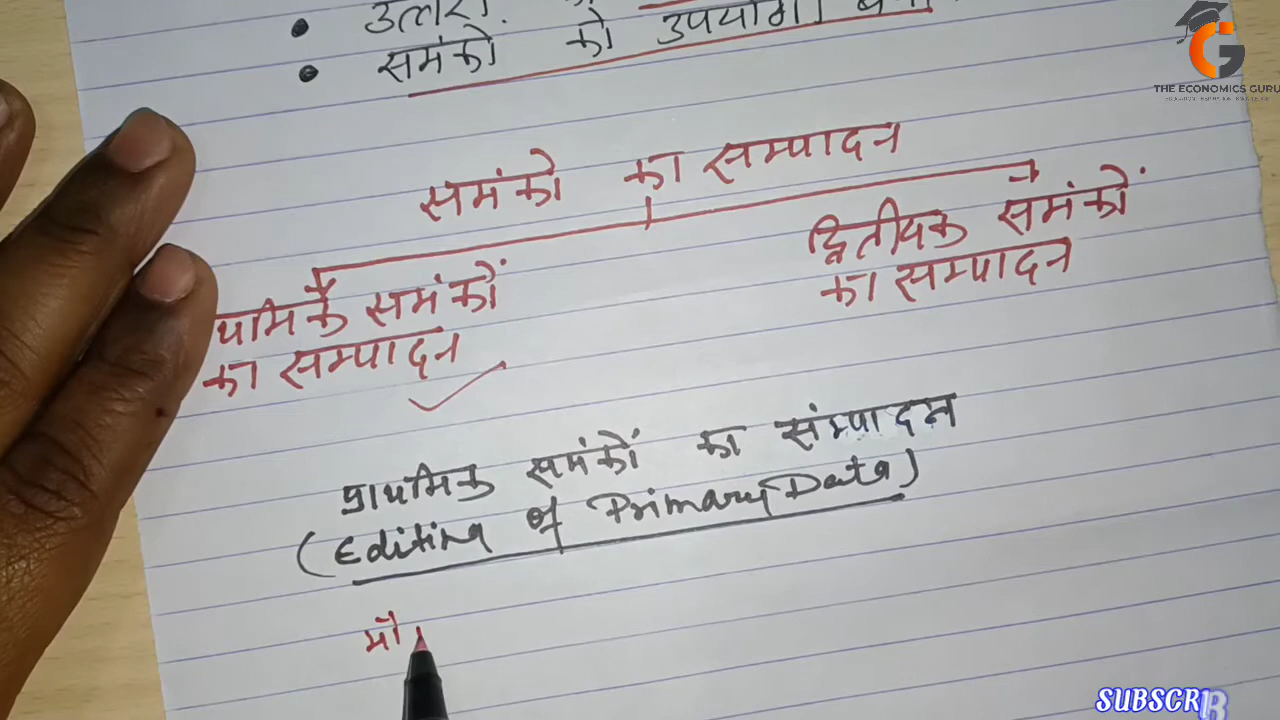 THE ECONOMICS GURU
समंको को उपयोगी
समंको का सम्पादन
द्वितीयक समंकों
का सम्पादन
थमिक समंकों
का सम्पादन
प्राथमिक समंकों का संम्पादन
(Editing of Primary Data)
मौ
SUBSCRIB